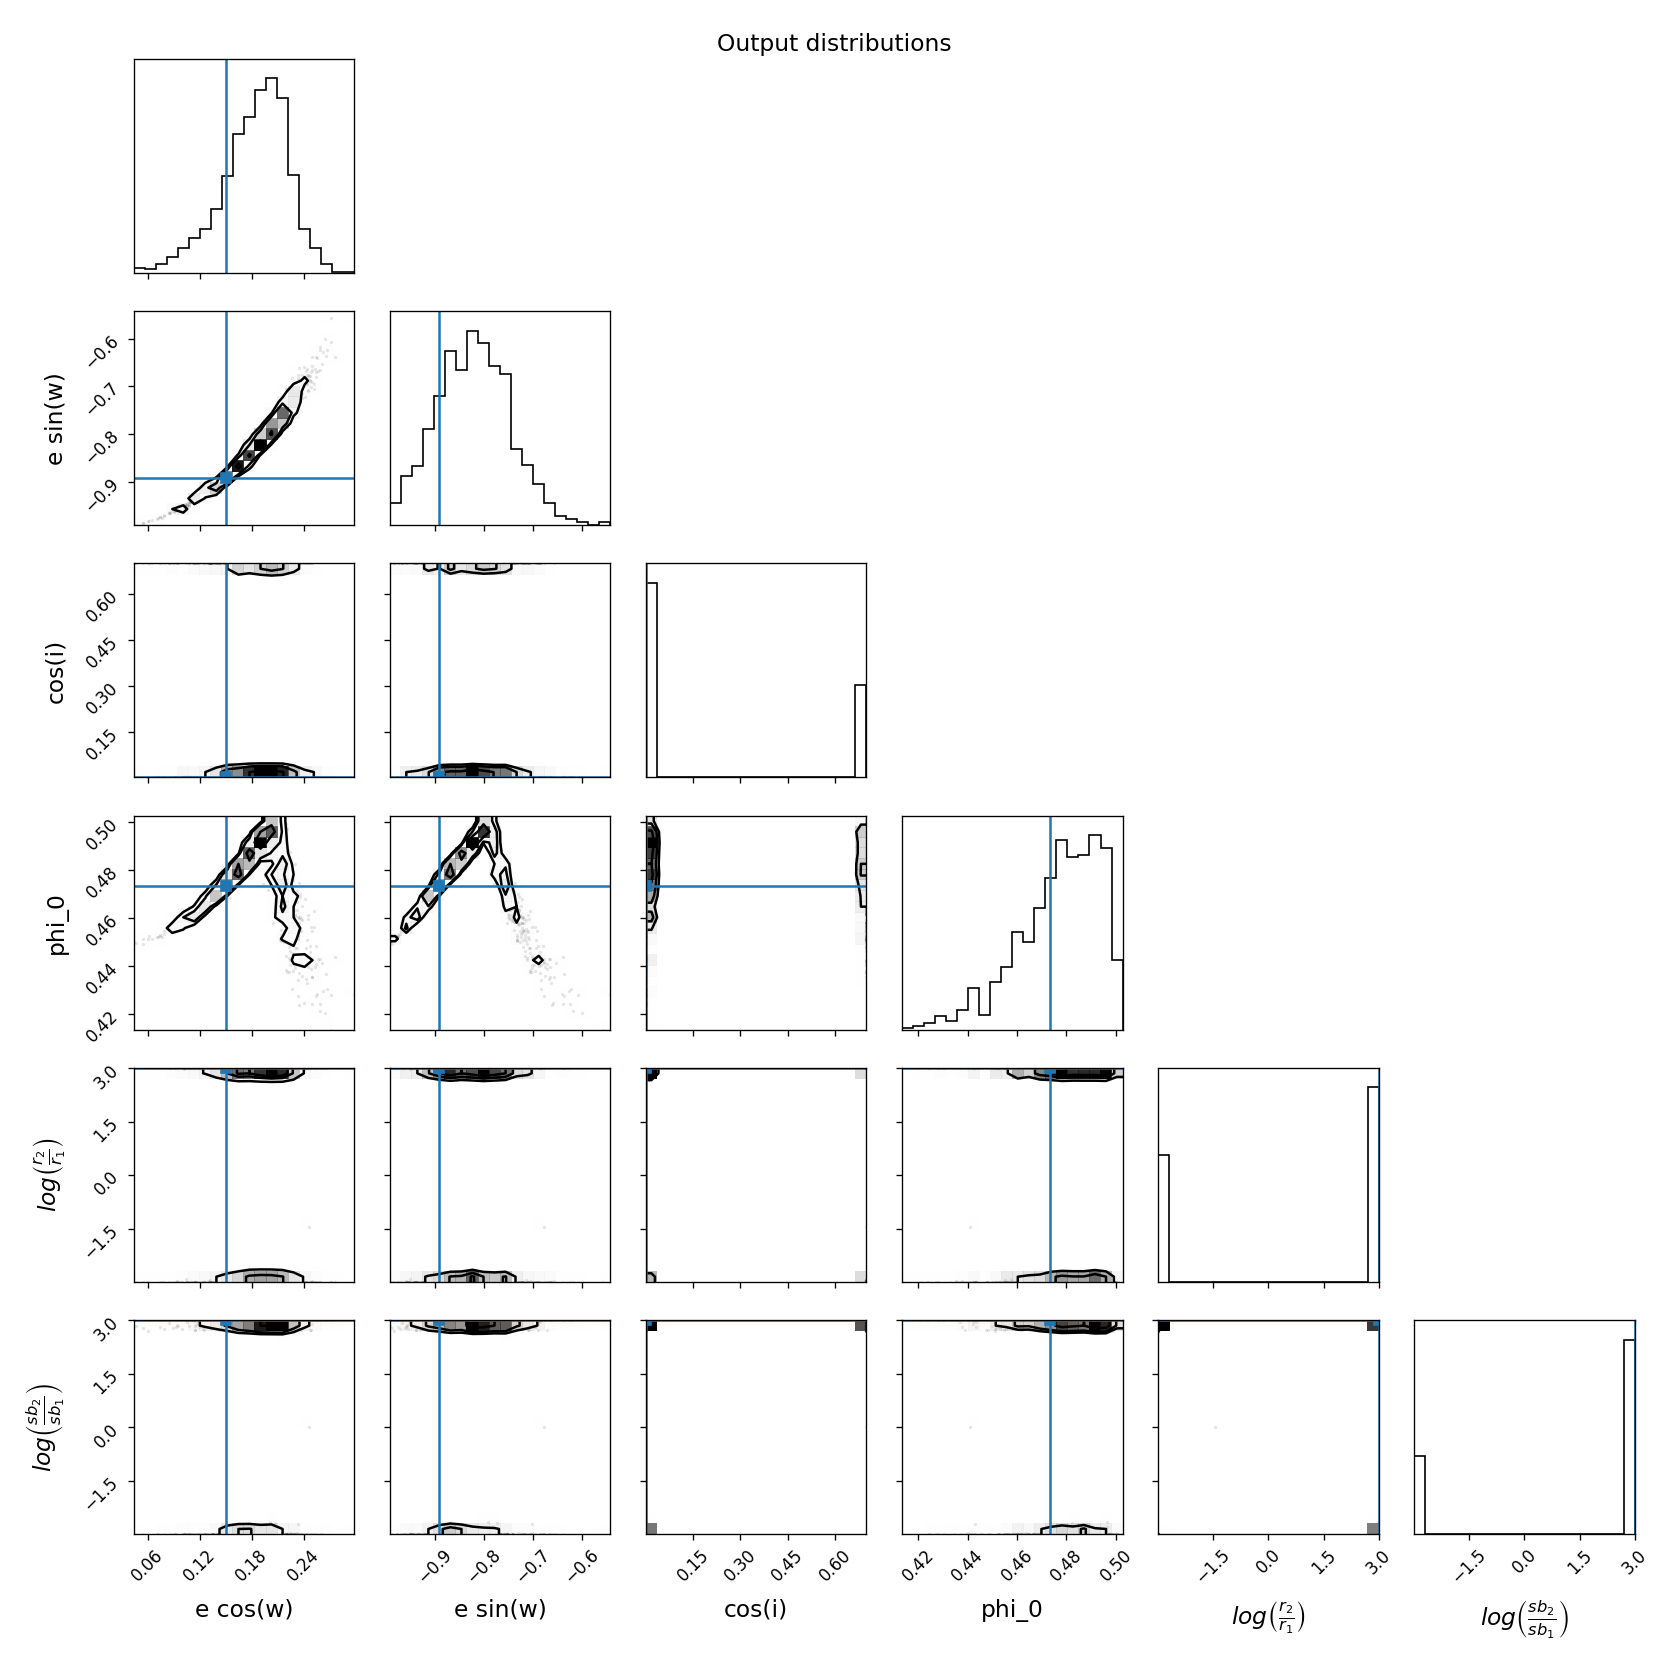 Output distributions
e sin(w)
−0.6
−0.7
−0.8
−0.9
cos(i)
0.60
0.45
0.30
0.15
phi_0
0.50
0.48
0.46
0.44
0.42
log(r₂/r₁)
3.0
1.5
0.0
−1.5
log(sb₂/sb₁)
3.0
1.5
0.0
−1.5
0.06 0.12 0.18 0.24 −0.9 −0.8 −0.7 −0.6 0.15 0.30 0.45 0.60 0.42 0.44 0.46 0.48 0.50 −1.5 0.0 1.5 3.0 −1.5 0.0 1.5 3.0
e cos(w) e sin(w) cos(i) phi_0 log(r₂/r₁) log(sb₂/sb₁)